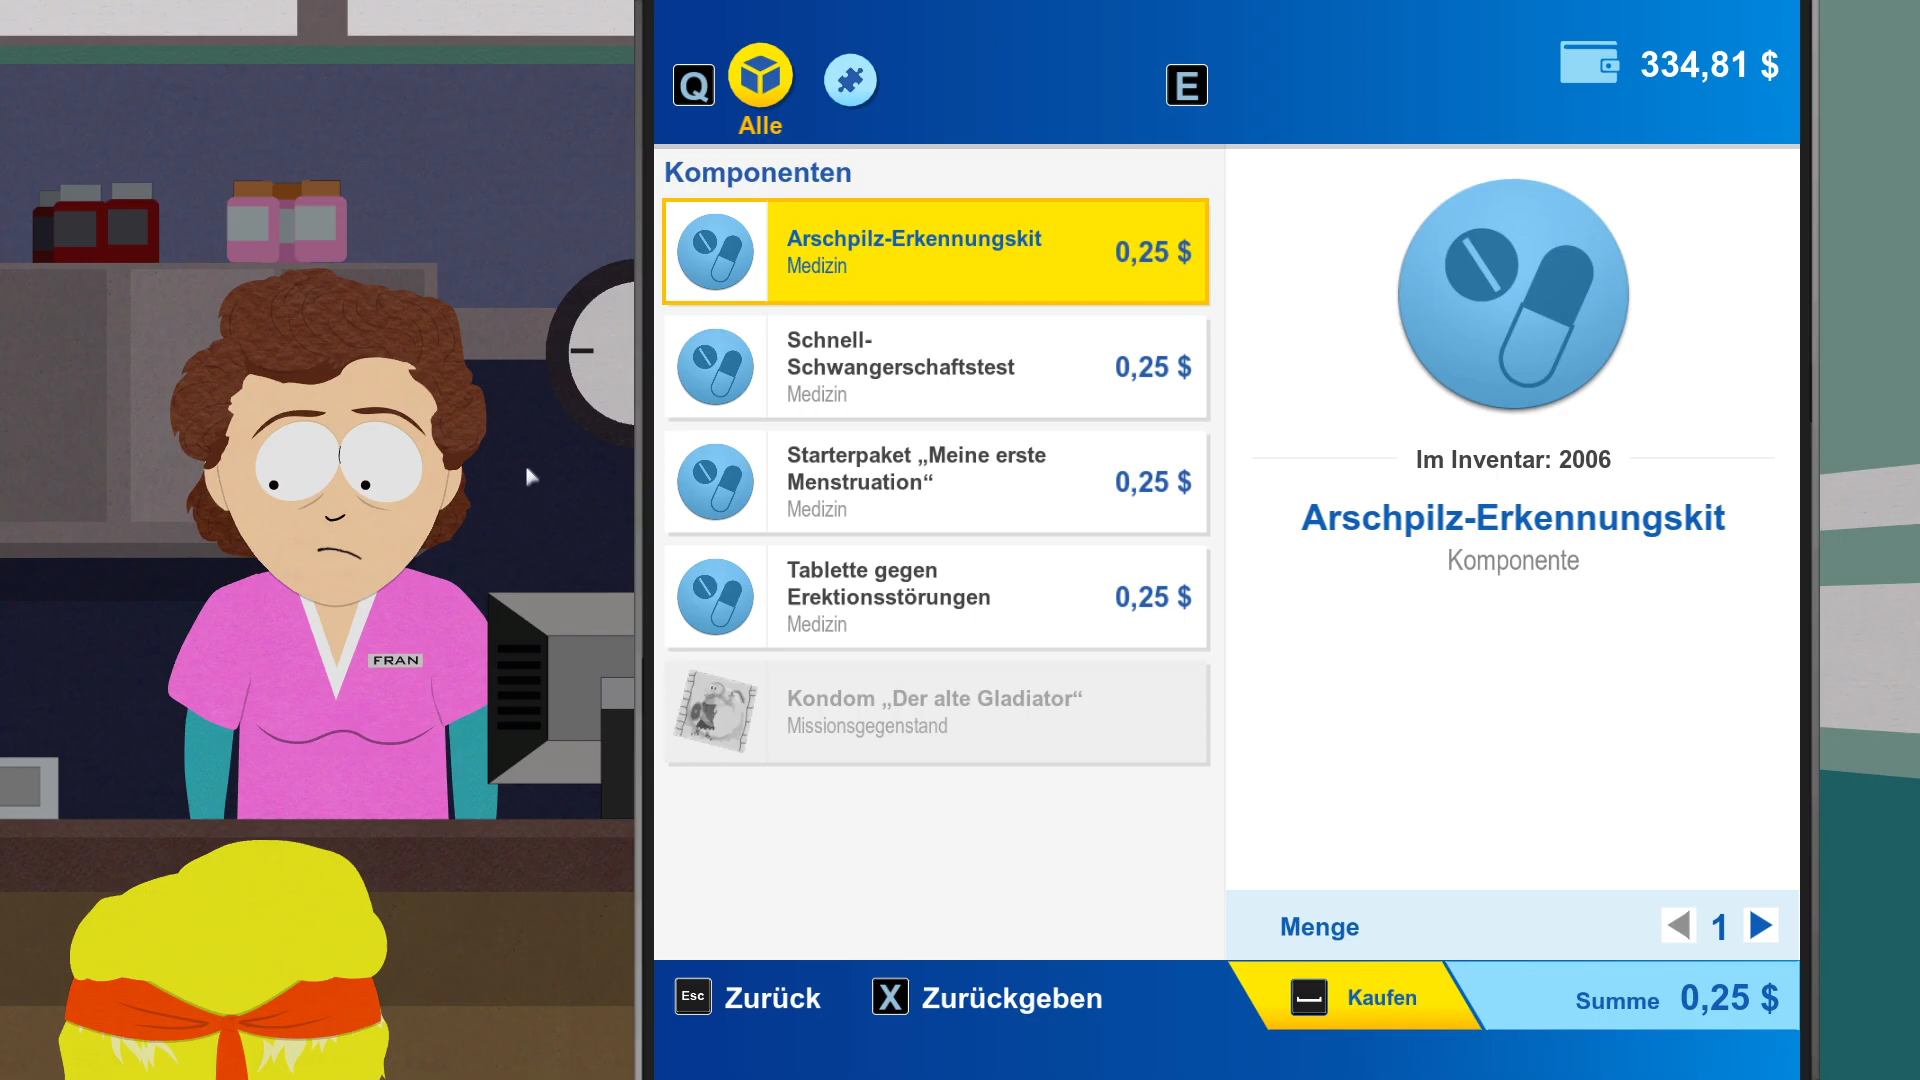 Q
Alle
E
334,81 $
Komponenten
Arschpilz-Erkennungskit
Medizin
0,25 $
Schnell-
Schwangerschaftstest
Medizin
0,25 $
Starterpaket „Meine erste
Menstruation“
Medizin
0,25 $
Tablette gegen
Erektionsstörungen
Medizin
0,25 $
Kondom „Der alte Gladiator“
Missionsgegenstand
Im Inventar: 2006
Arschpilz-Erkennungskit
Komponente
FRAN
Menge
1
Esc Zurück
X Zurückgeben
Kaufen
Summe 0,25 $